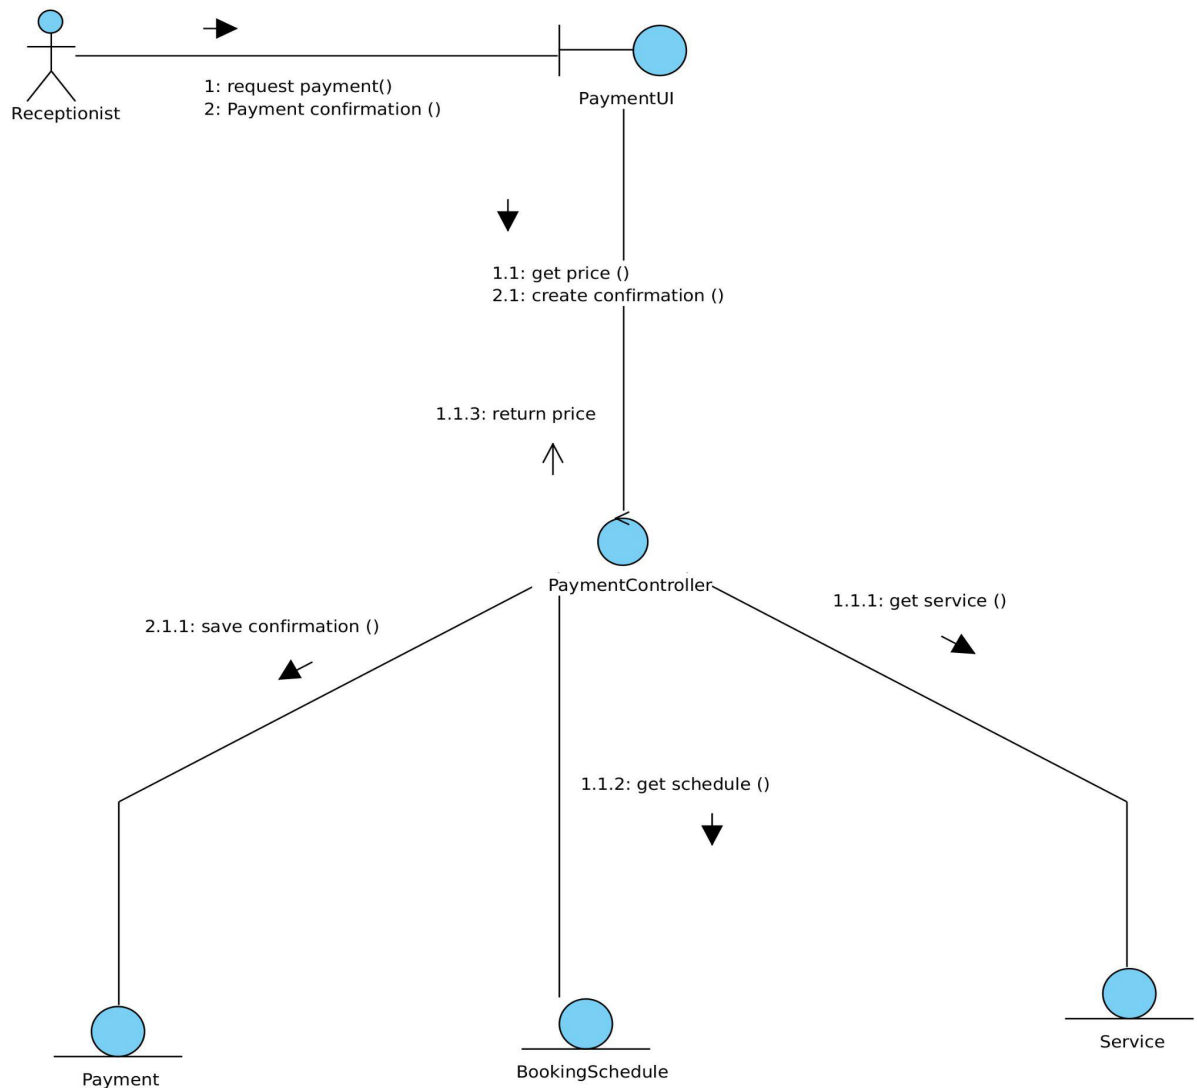 Receptionist
1: request payment()
2: Payment confirmation ()
PaymentUI
1.1: get price ()
2.1: create confirmation ()
1.1.3: return price
PaymentController
1.1.1: get service ()
2.1.1: save confirmation ()
1.1.2: get schedule ()
Service
BookingSchedule
Payment